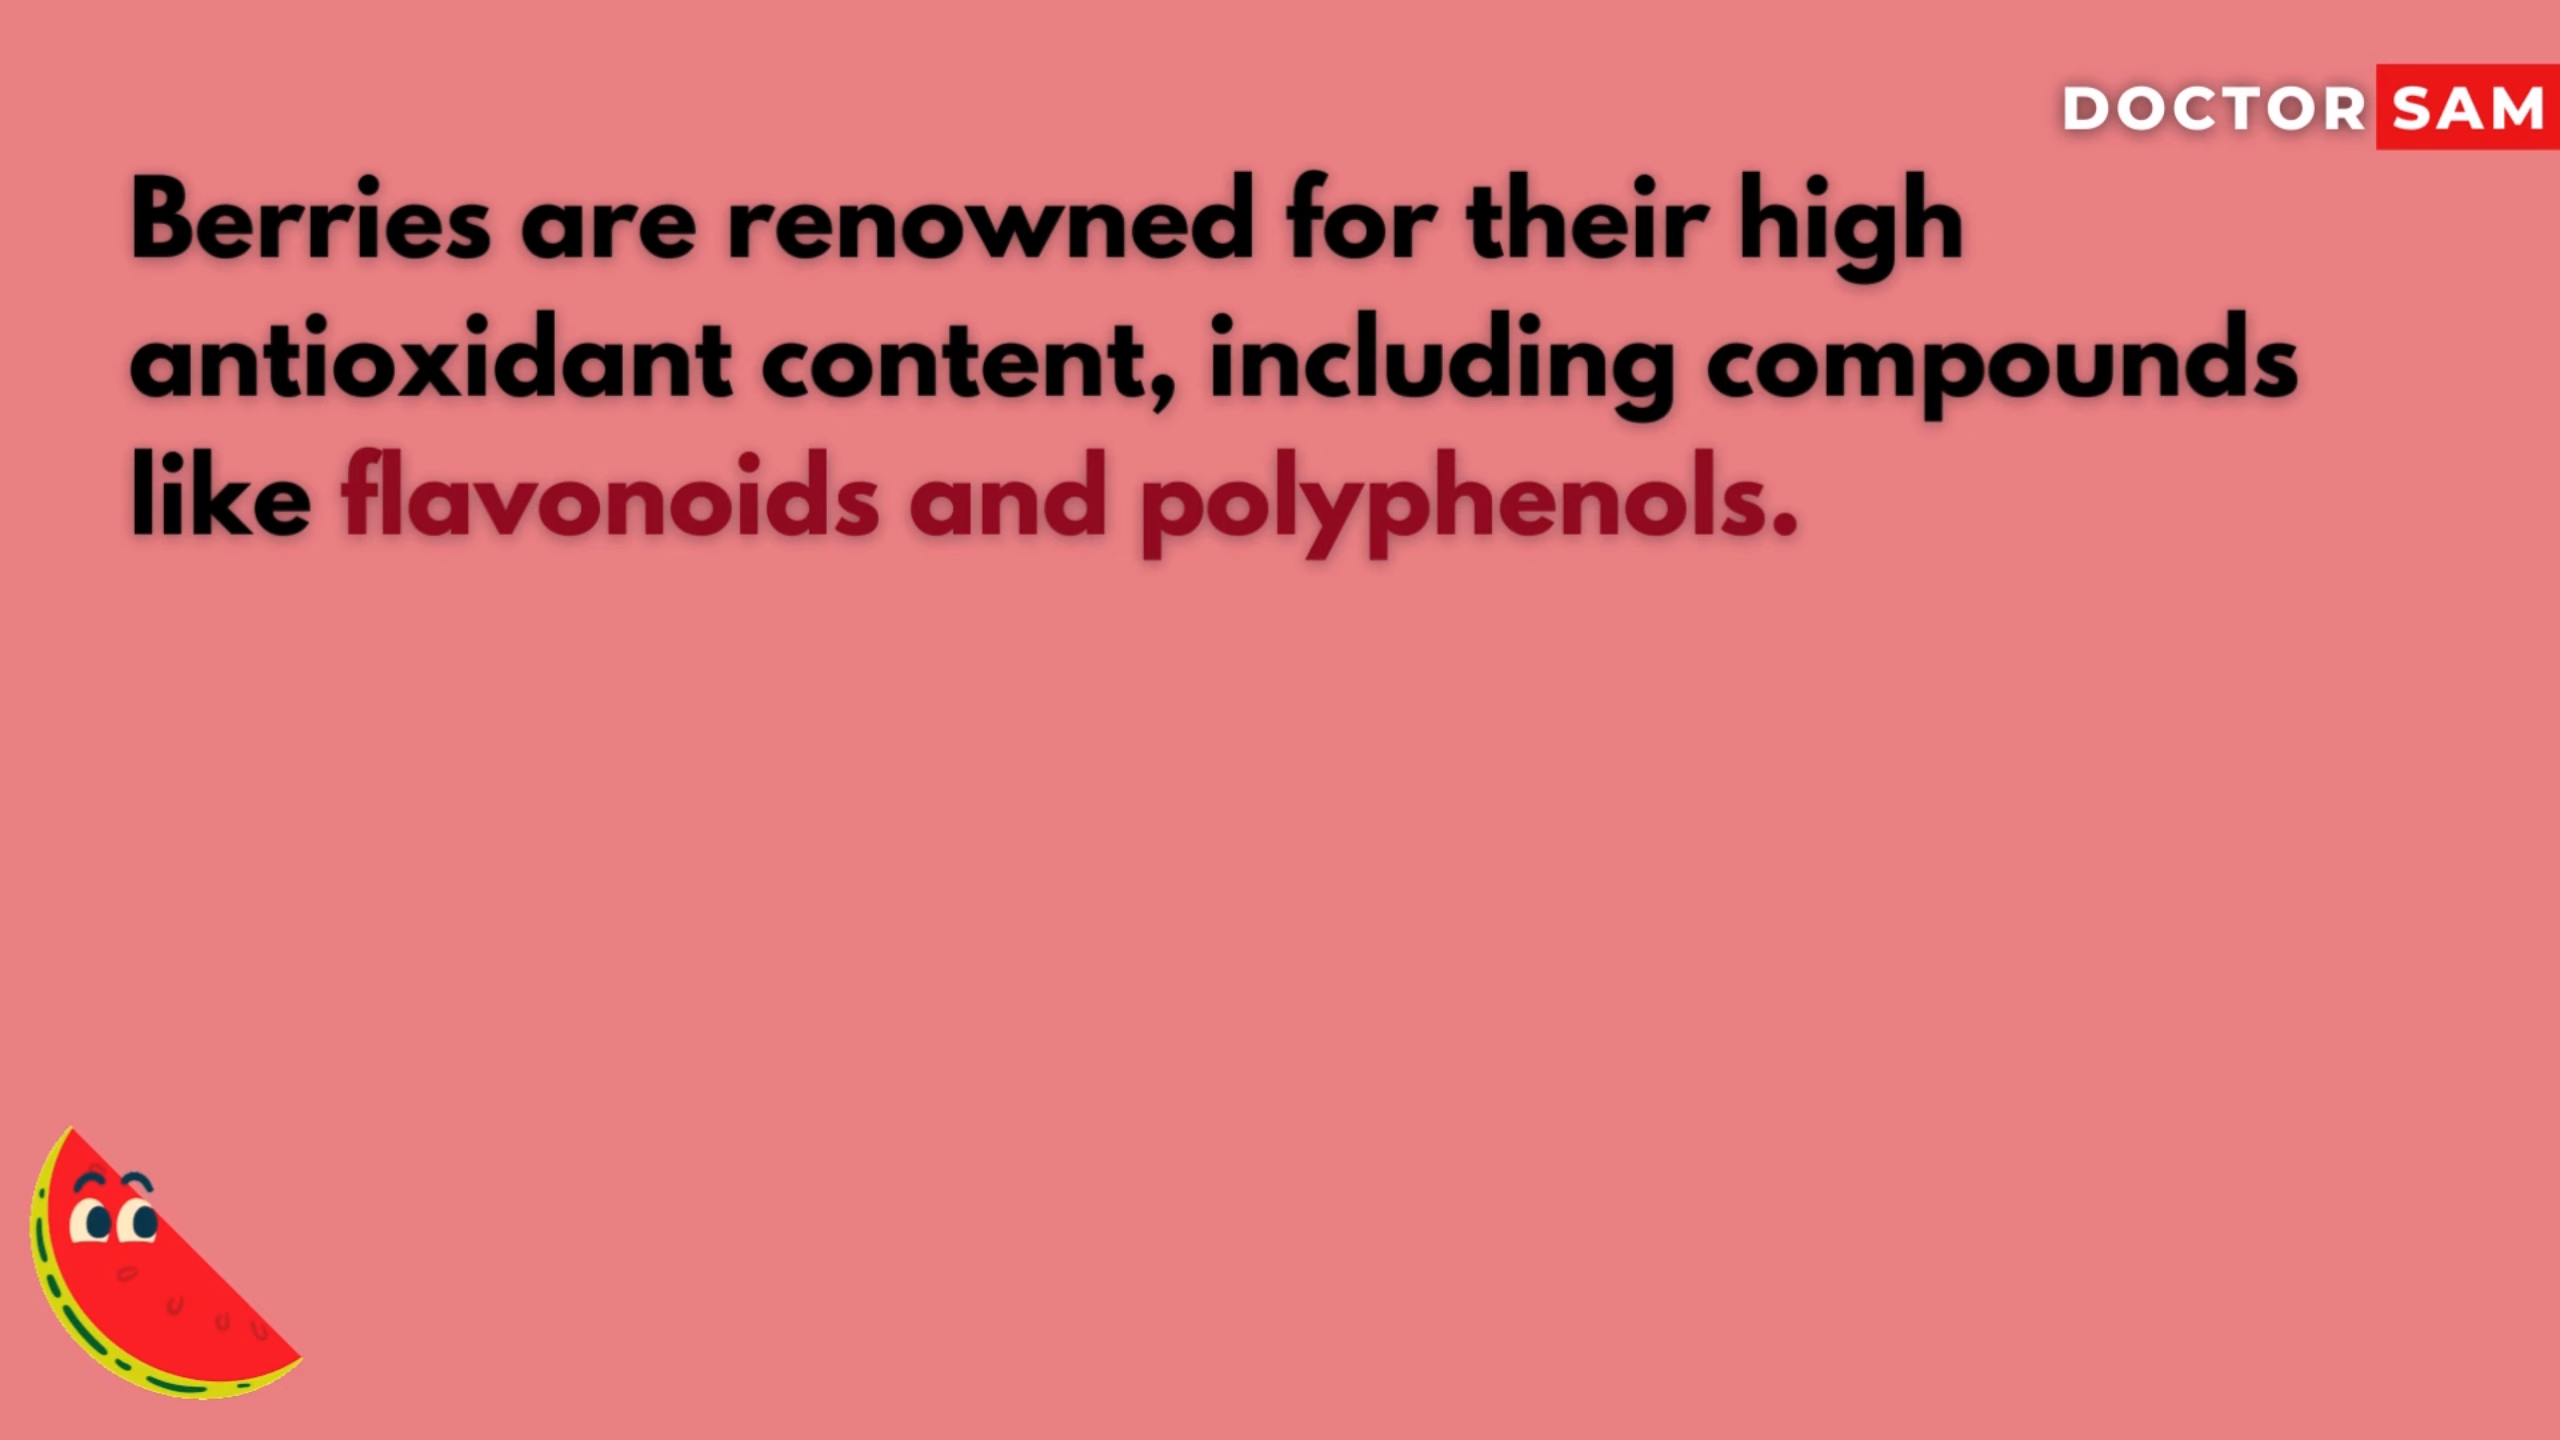 DOCTOR SAM
Berries are renowned for their high
antioxidant content, including compounds
like flavonoids and polyphenols.